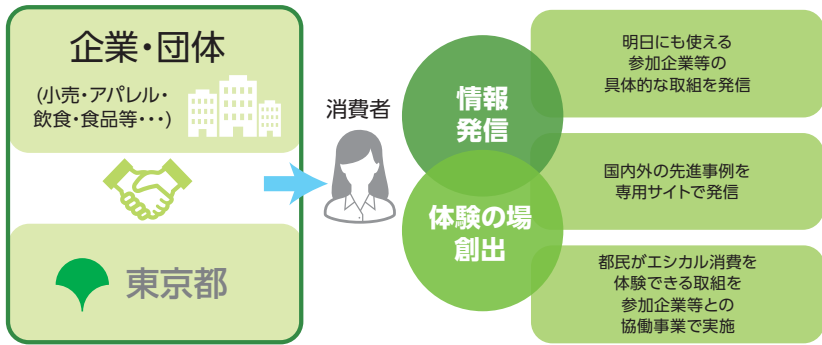 企業・団体
(小売・アパレル・
飲食・食品等・・・)
東京都
消費者
情報
発信
体験の場
創出
明日にも使える
参加企業等の
具体的な取組を発信
国内外の先進事例を
専用サイトで発信
都民がエシカル消費を
体験できる取組を
参加企業等との
協働事業で実施